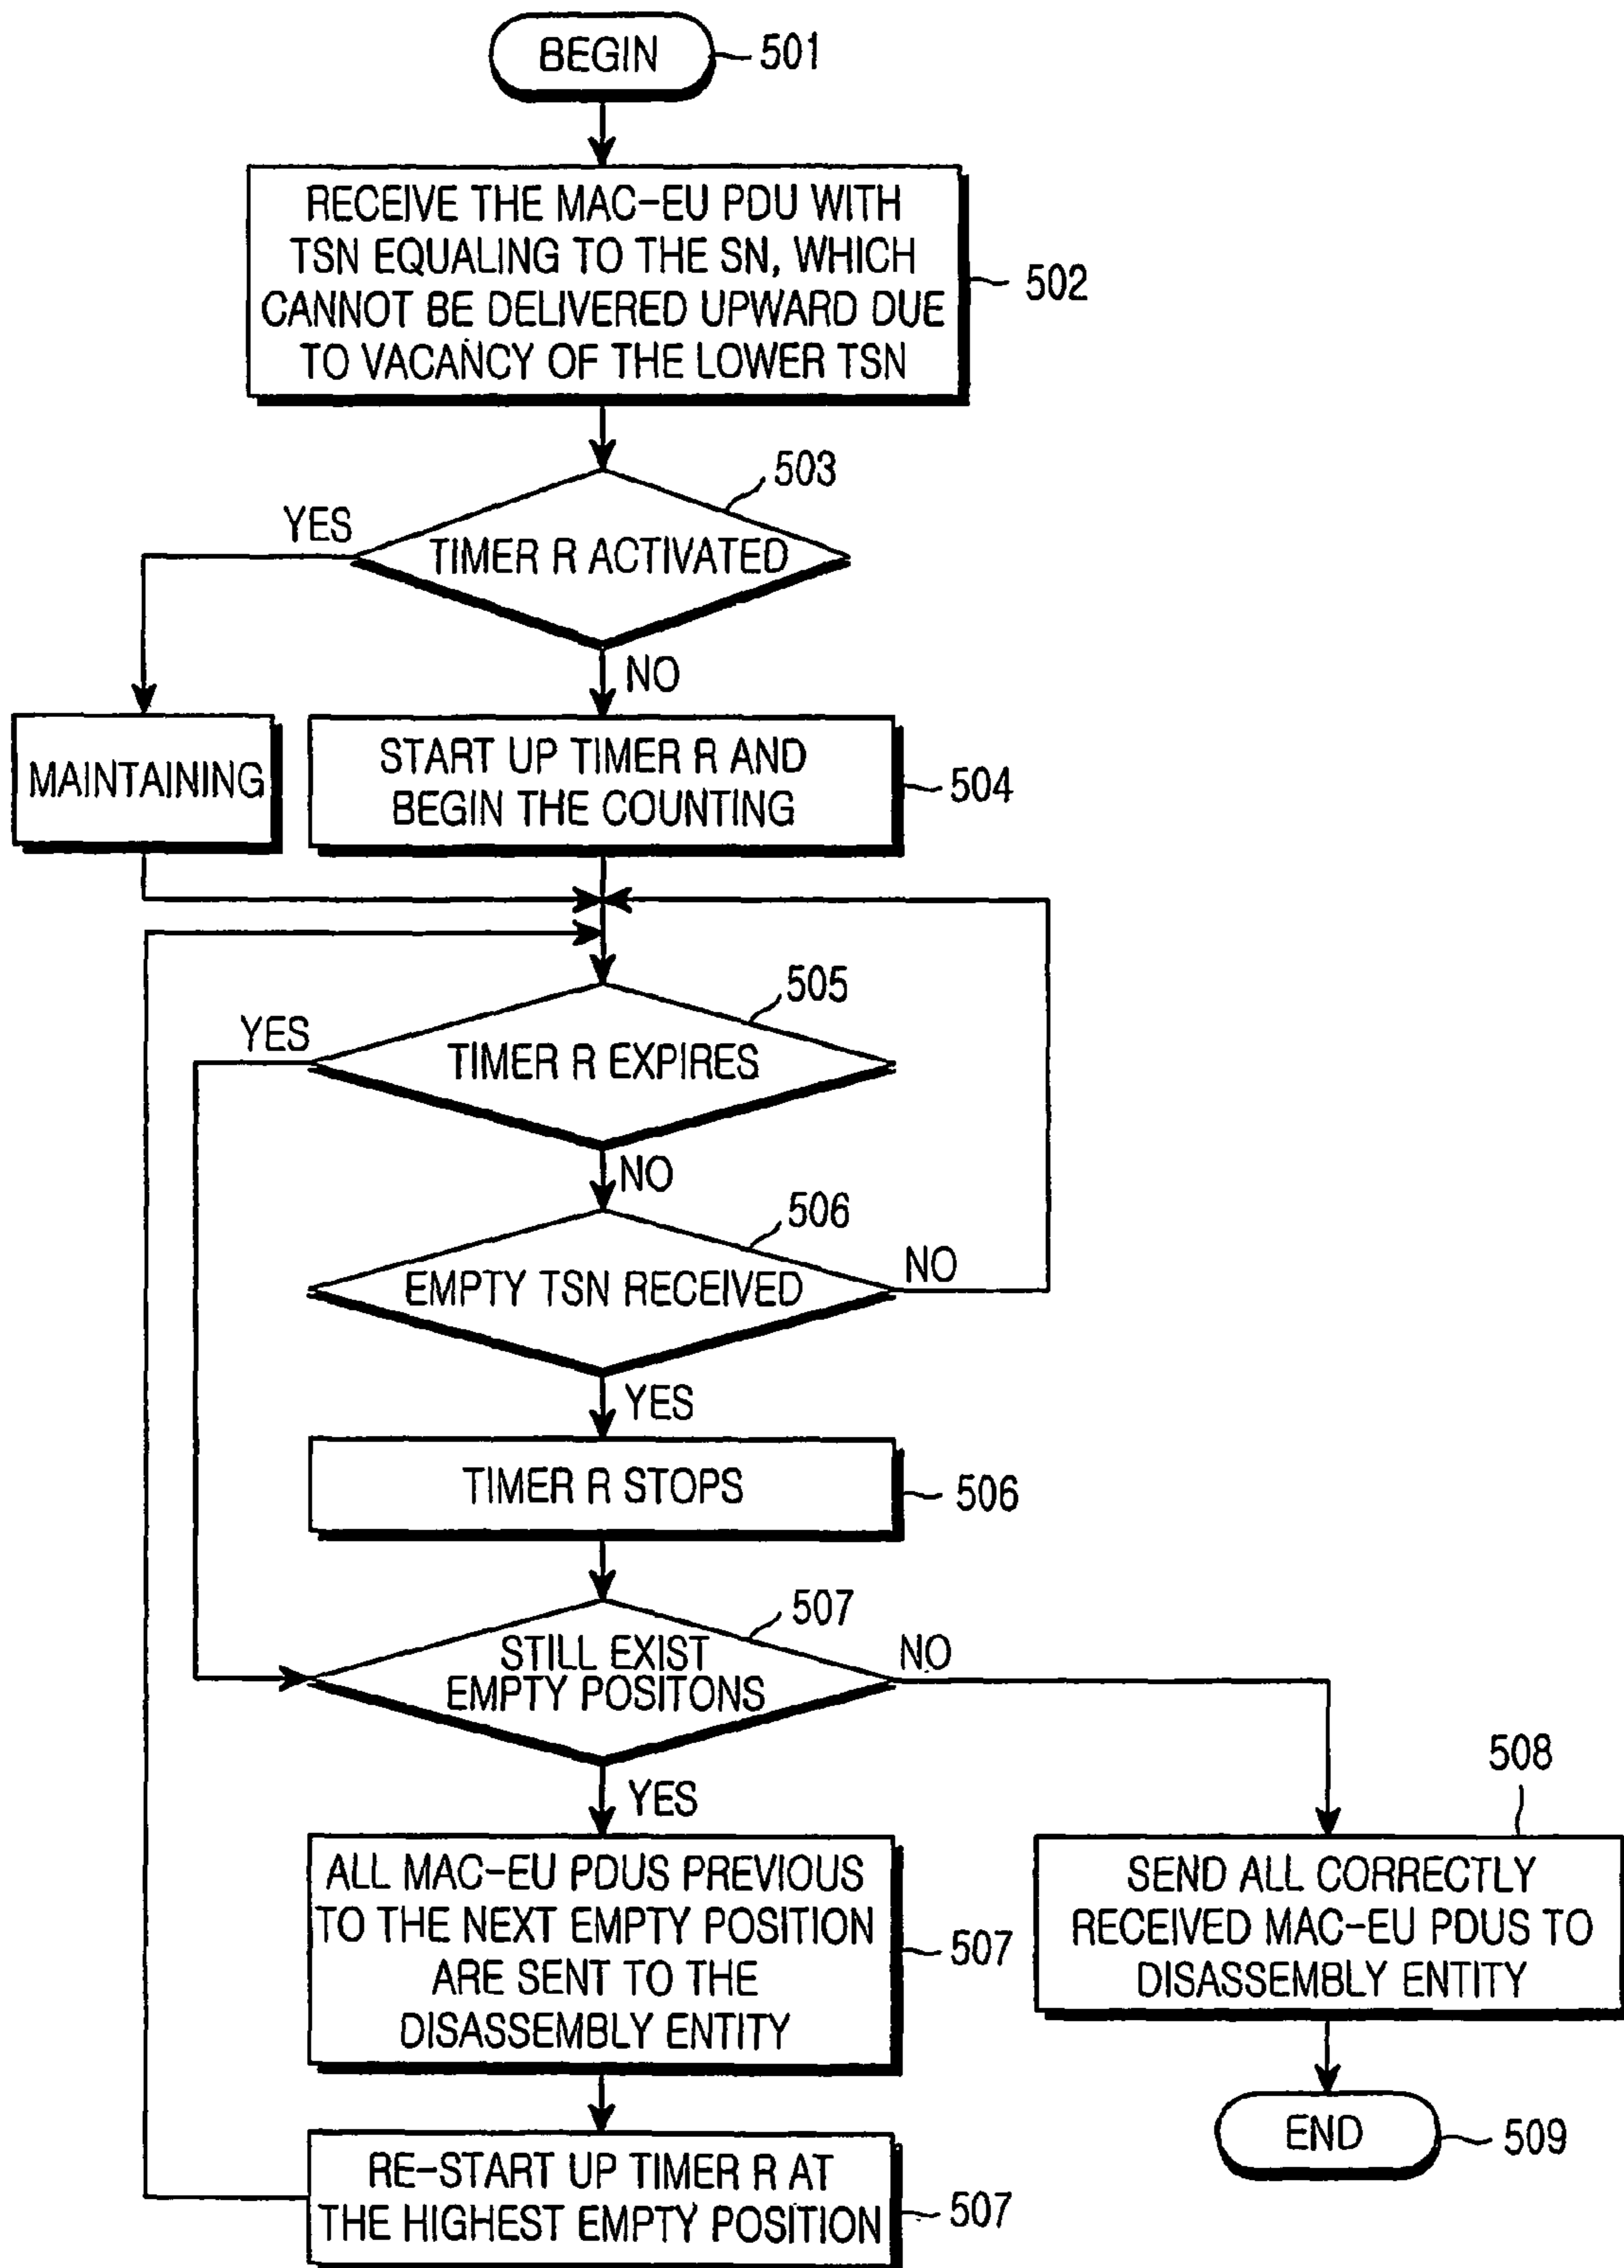 BEGIN
501
RECEIVE THE MAC-EU PDU WITH
TSN EQUALING TO THE SN, WHICH
CANNOT BE DELIVERED UPWARD DUE
TO VACANCY OF THE LOWER TSN
502
503
YES
TIMER R ACTIVATED
NO
MAINTAINING
START UP TIMER R AND
BEGIN THE COUNTING
504
505
YES
TIMER R EXPIRES
NO
506
EMPTY TSN RECEIVED
NO
YES
TIMER R STOPS
506
507
STILL EXIST
EMPTY POSITONS
NO
YES
508
ALL MAC-EU PDUS PREVIOUS
TO THE NEXT EMPTY POSITION
ARE SENT TO THE
DISASSEMBLY ENTITY
507
SEND ALL CORRECTLY
RECEIVED MAC-EU PDUS TO
DISASSEMBLY ENTITY
RE-START UP TIMER R AT
THE HIGHEST EMPTY POSITION
507
END
509